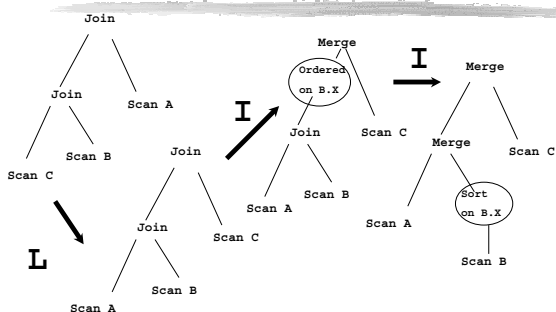 Join
Join
Scan A
Scan C
Scan B
L
Join
Join
Scan C
Scan A
Scan B
I
Merge
Ordered
on B.X
Join
Scan C
Scan A
Scan B
I
Merge
Merge
Scan C
Scan A
Sort
on B.X
Scan B